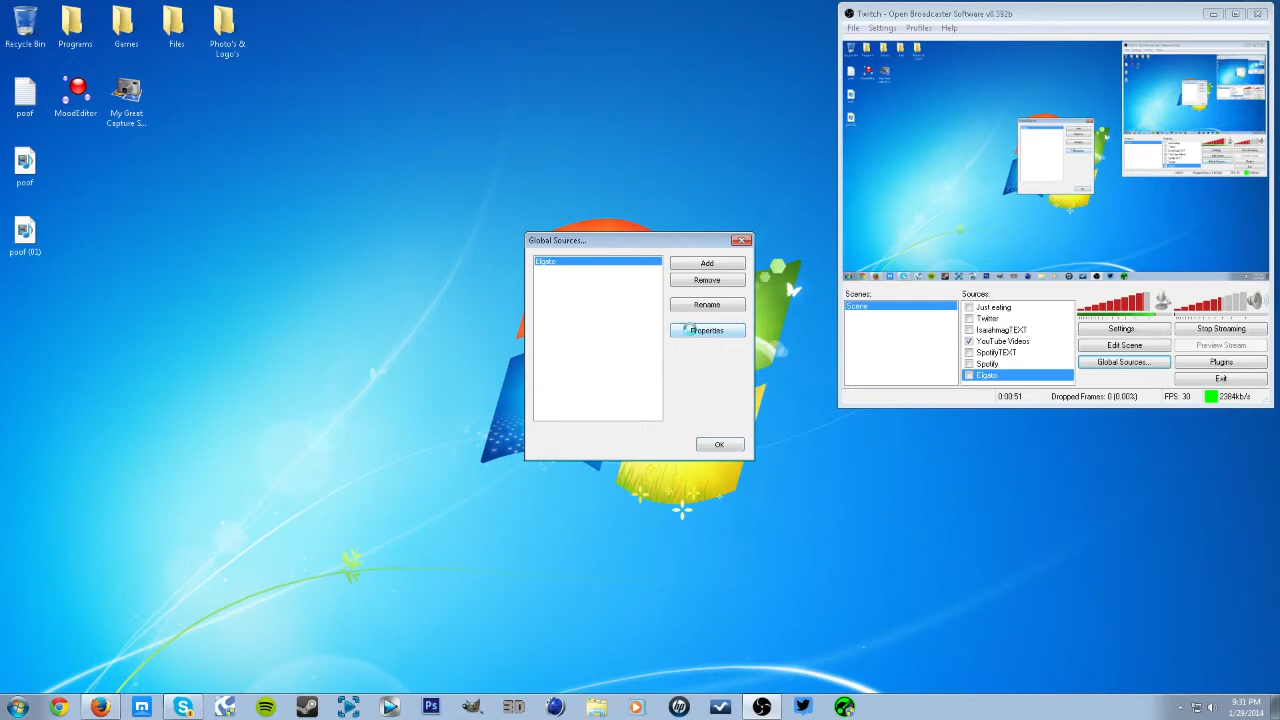 Recycle Bin
Programs
Games
Files
Photo's &
Logo's
poof
MoodEditor
My Great
Capture S...
poof
poof (01)
Global Sources...
Elgato
Add
Remove
Rename
Properties
OK
Twitch - Open Broadcaster Software v0.592b
File
Settings
Profiles
Help
Scenes:
Scene
Sources:
Just eating
Twitter
IsaiahmagTEXT
YouTube Videos
SpotifyTEXT
Spotify
Elgato
Settings...
Stop Streaming
Edit Scene
Preview Stream...
Global Sources...
Plugins
Exit
0:00:51
Dropped Frames: 0 (0.00%)
FPS: 30
2384kb/s
Ps
hp
9:31 PM
1/29/2014